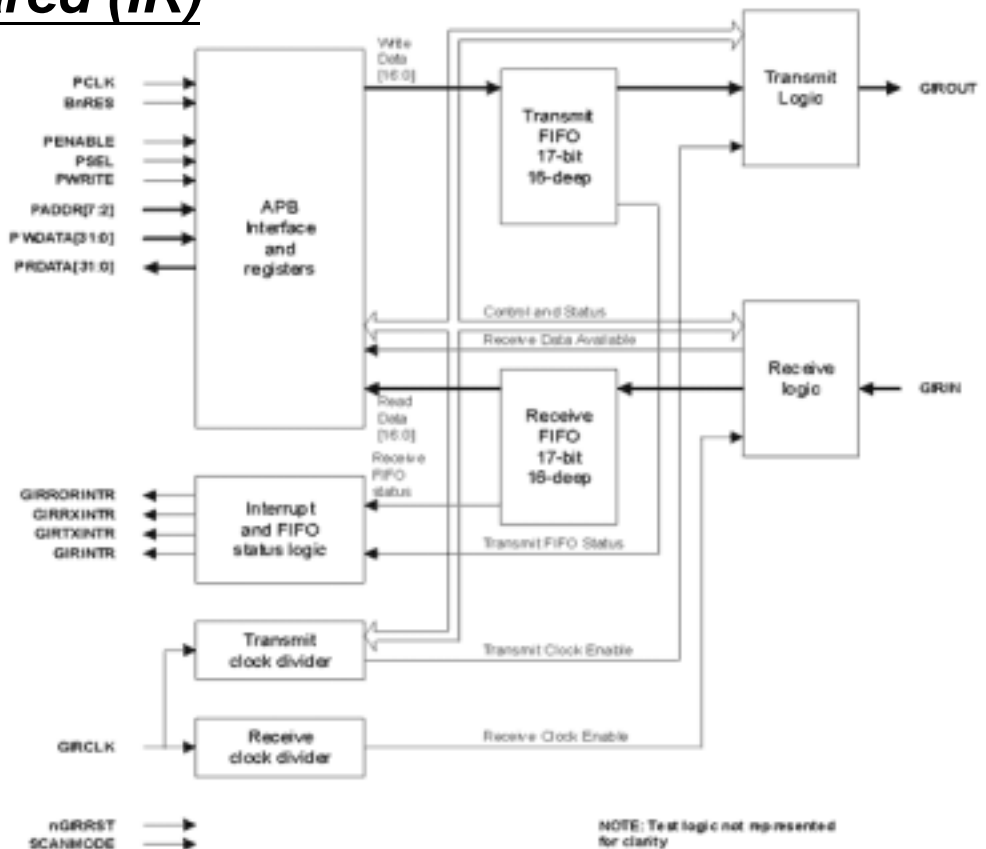 (IR)
Write
Data
[16:0]
PCLK
BnRES
PENABLE
PSEL
PWRITE
PADDR[7:2]
PWDATA[31:0]
PRDATA[31:0]
APB
Interface
and
registers
Transmit
FIFO
17-bit
16-deep
Transmit
Logic
GIROUT
Control and Status
Receive Data Available
Receive
logic
GIRIN
Read
Data
[16:0]
Receive
FIFO
17-bit
16-deep
Receive
FIFO
status
GIRRORINTR
GIRRXINTR
GIRTXINTR
GIRINTR
Interrupt
and FIFO
status logic
Transmit FIFO Status
Transmit
clock divider
Transmit Clock Enable
GIRCLK
Receive
clock divider
Receive Clock Enable
nGIRRST
SCANMODE
NOTE: Test logic not represented
for clarity